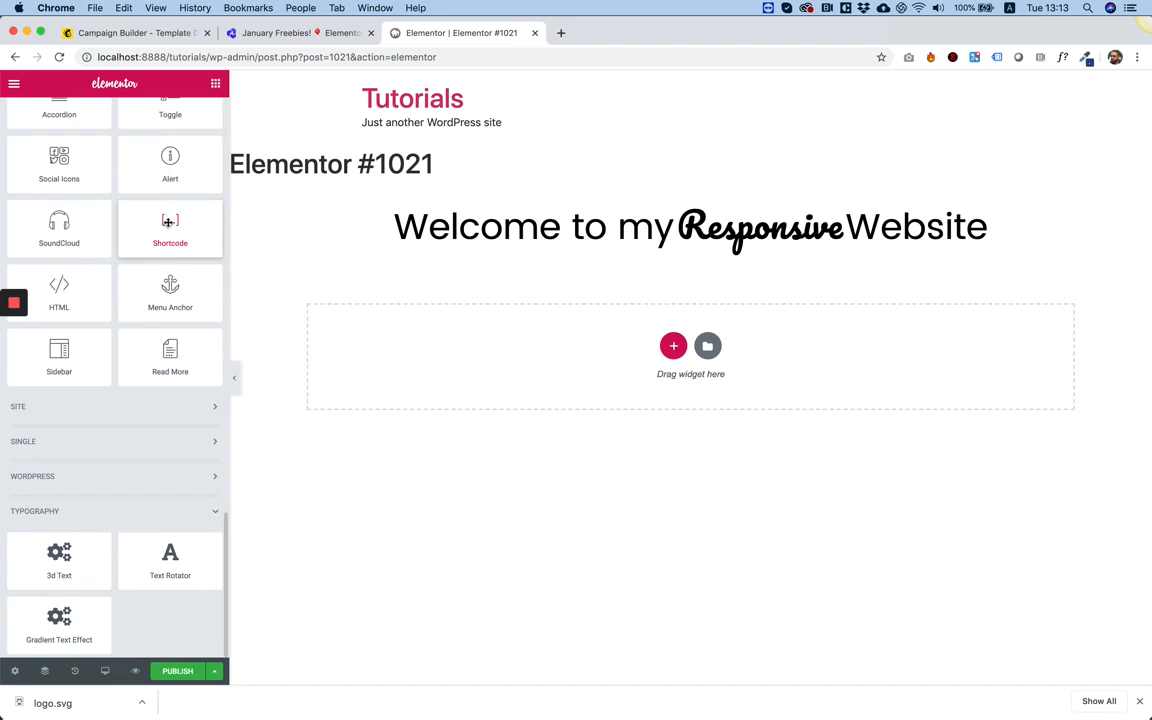 Chrome File Edit View History Bookmarks People Tab Window Help 100% Tue 13:13
Campaign Builder - Template
January Freebies! Elemento
Elementor | Elementor #1021
localhost:8888/tutorials/wp-admin/post.php?post=1021&action=elementor
f?
elementor
Accordion
Toggle
Social Icons
Alert
SoundCloud
Shortcode
HTML
Menu Anchor
Sidebar
Read More
SITE
SINGLE
WORDPRESS
TYPOGRAPHY
3d Text
Text Rotator
Gradient Text Effect
PUBLISH
Tutorials
Just another WordPress site
Elementor #1021
Welcome to my Responsive Website
Drag widget here
logo.svg
Show All